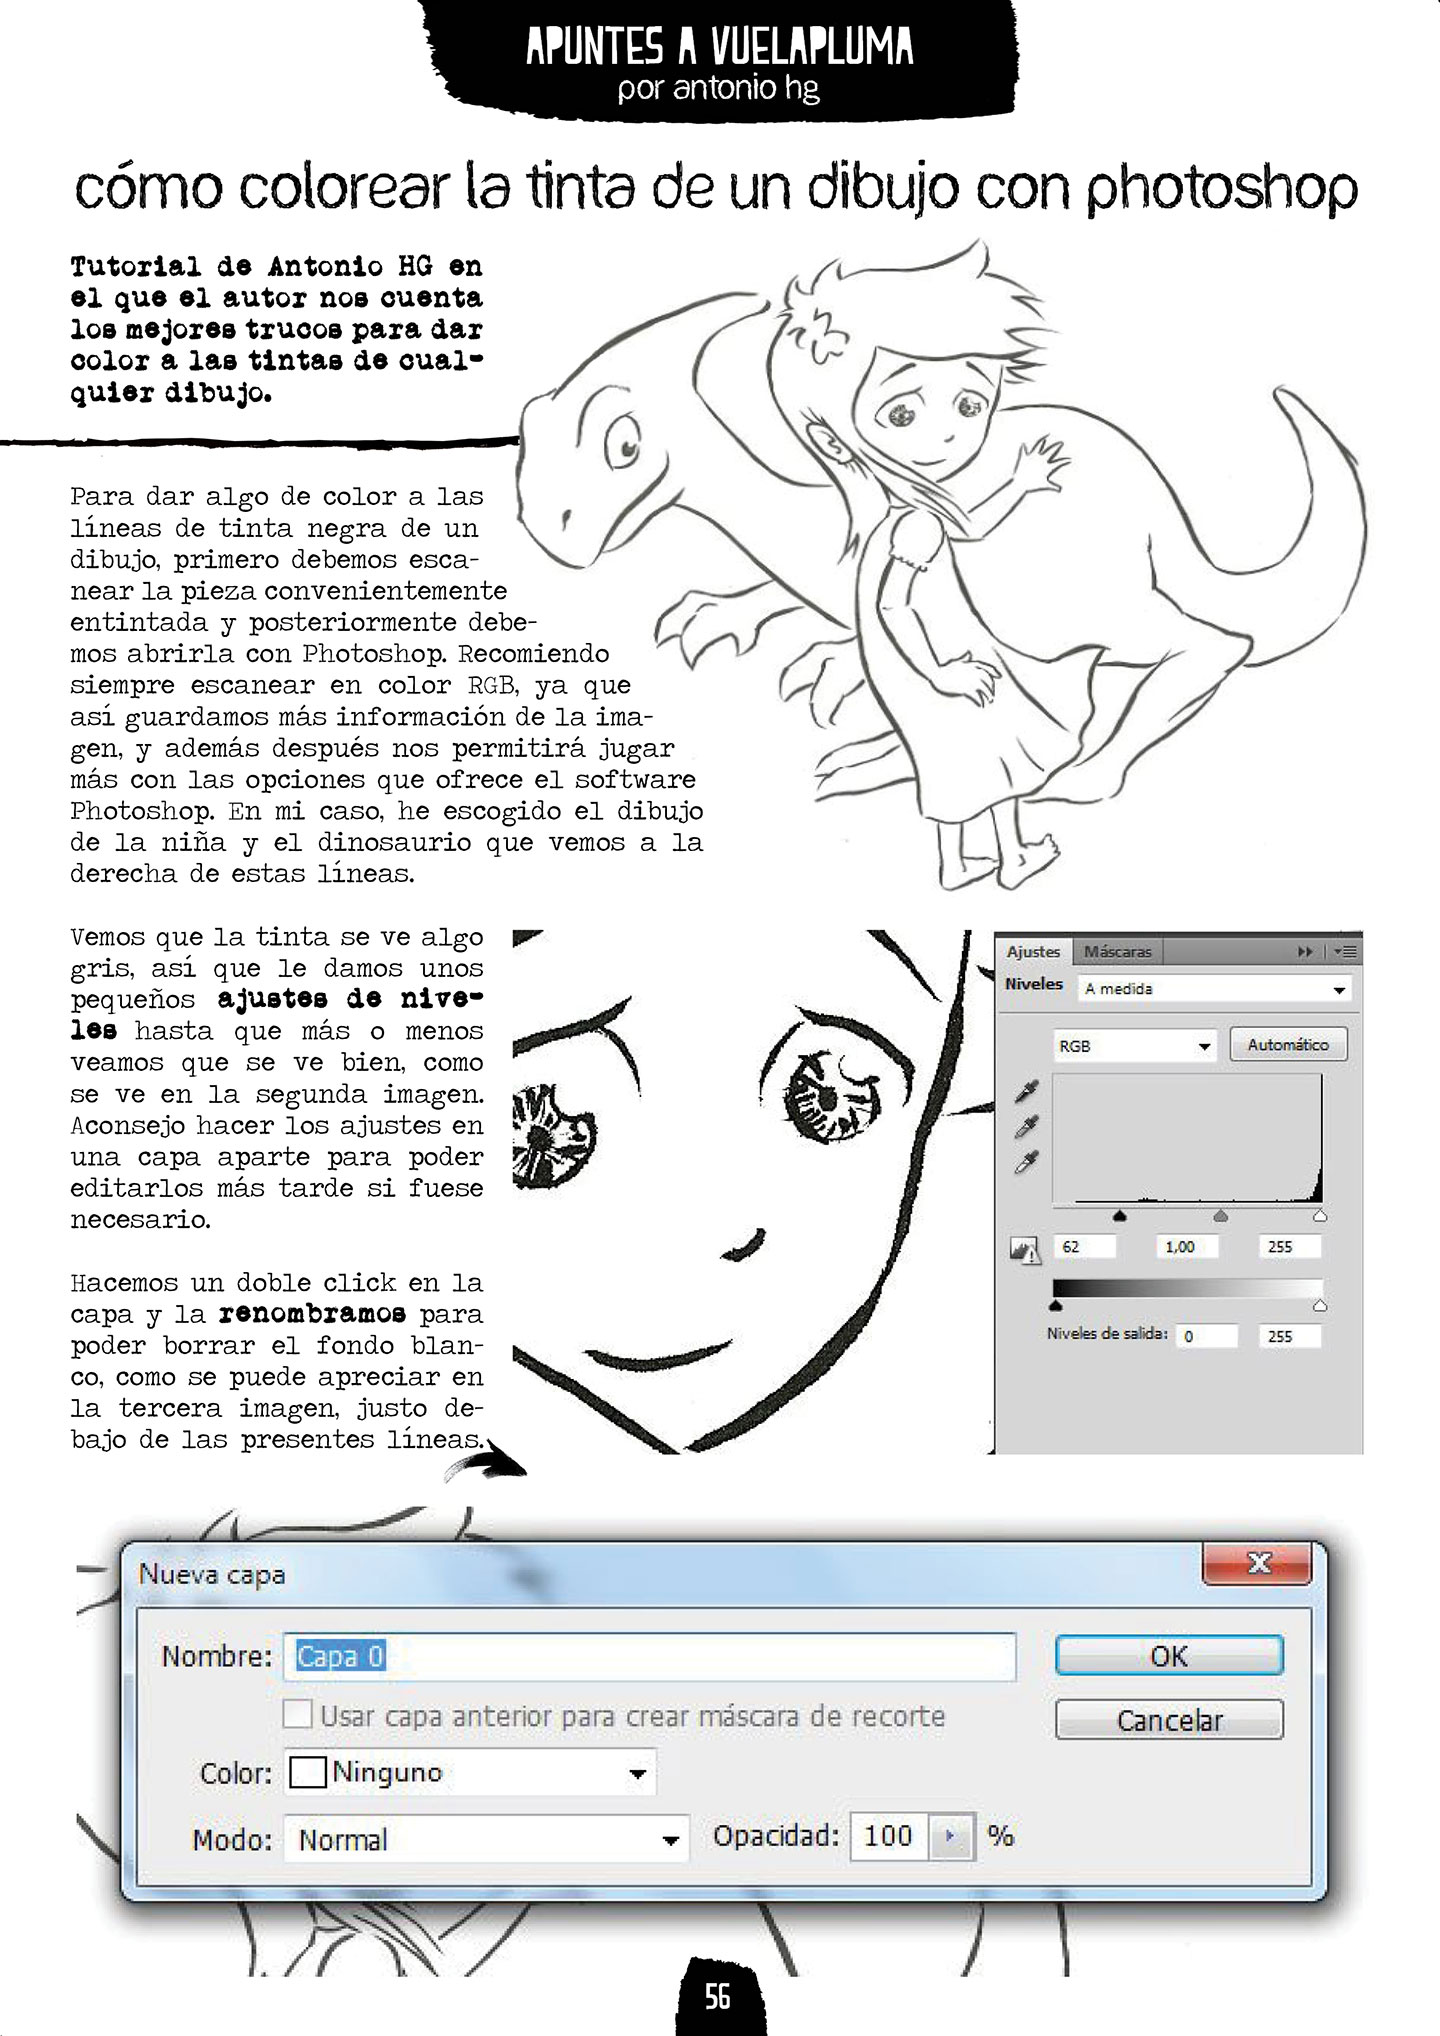 APUNTES A VUELAPLUMA
por antonio hg
cómo colorear la tinta de un dibujo con photoshop
Tutorial de Antonio HG en
el que el autor nos cuenta
los mejores trucos para dar
color a las tintas de cual-
quier dibujo.
Para dar algo de color a las
líneas de tinta negra de un
dibujo, primero debemos esca-
near la pieza convenientemente
entintada y posteriormente debe-
mos abrirla con Photoshop. Recomiendo
siempre escanear en color RGB, ya que
así guardamos más información de la ima-
gen, y además después nos permitirá jugar
más con las opciones que ofrece el software
Photoshop. En mi caso, he escogido el dibujo
de la niña y el dinosaurio que vemos a la
derecha de estas líneas.
Vemos que la tinta se ve algo
gris, así que le damos unos
pequeños ajustes de nive-
les hasta que más o menos
veamos que se ve bien, como
se ve en la segunda imagen.
Aconsejo hacer los ajustes en
una capa aparte para poder
editarlos más tarde si fuese
necesario.
Hacemos un doble click en la
capa y la renombramos para
poder borrar el fondo blan-
co, como se puede apreciar en
la tercera imagen, justo de-
bajo de las presentes líneas.
Ajustes Máscaras
Niveles A medida
RGB Automático
62 1,00 255
Niveles de salida: 0 255
Nueva capa
Nombre: Capa 0 OK
Usar capa anterior para crear máscara de recorte
Cancelar
Color: Ninguno
Modo: Normal Opacidad: 100 %
56